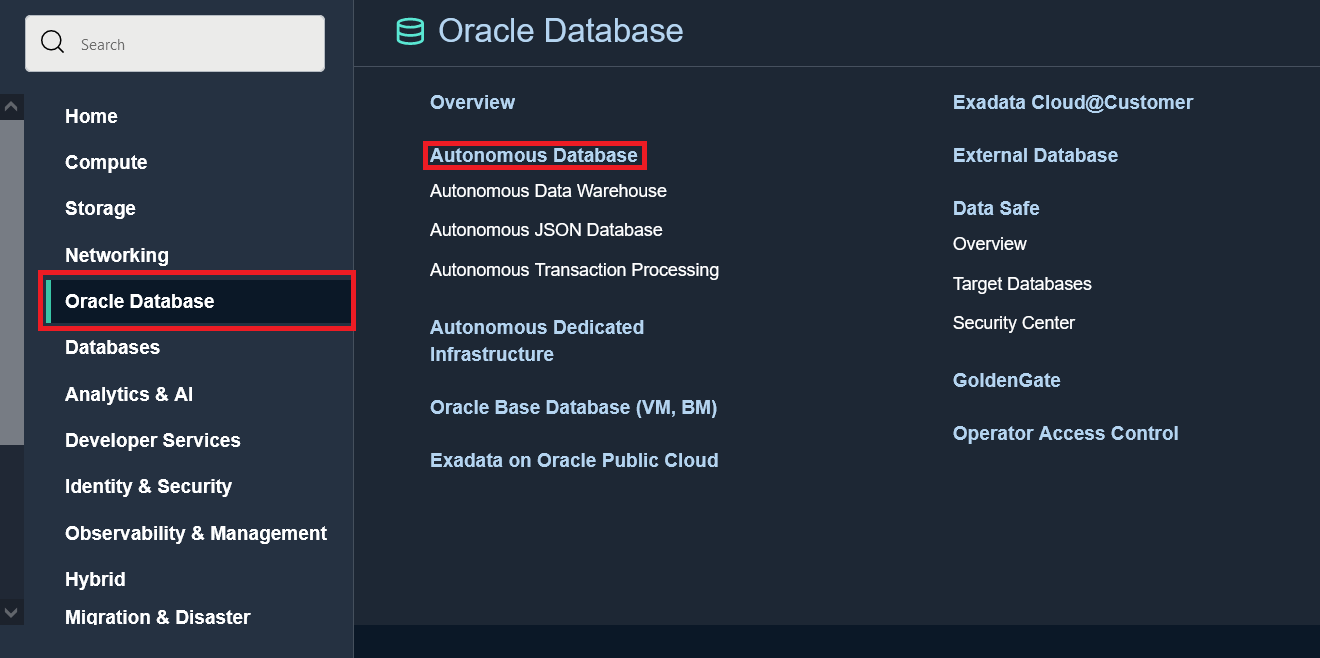 Search
Home
Compute
Storage
Networking
Oracle Database
Databases
Analytics & AI
Developer Services
Identity & Security
Observability & Management
Hybrid
Migration & Disaster
Oracle Database
Overview
Autonomous Database
Autonomous Data Warehouse
Autonomous JSON Database
Autonomous Transaction Processing
Autonomous Dedicated
Infrastructure
Oracle Base Database (VM, BM)
Exadata on Oracle Public Cloud
Exadata Cloud@Customer
External Database
Data Safe
Overview
Target Databases
Security Center
GoldenGate
Operator Access Control